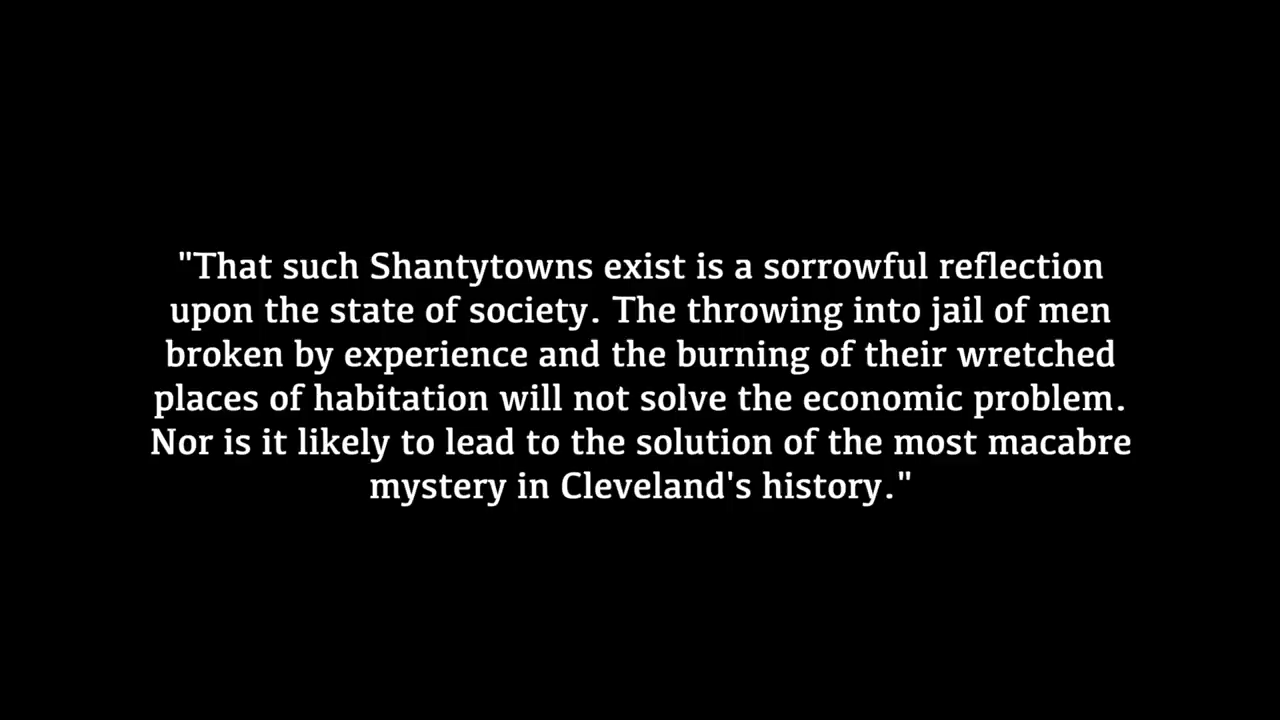 "That such Shantytowns exist is a sorrowful reflection
upon the state of society. The throwing into jail of men
broken by experience and the burning of their wretched
places of habitation will not solve the economic problem.
Nor is it likely to lead to the solution of the most macabre
mystery in Cleveland's history."